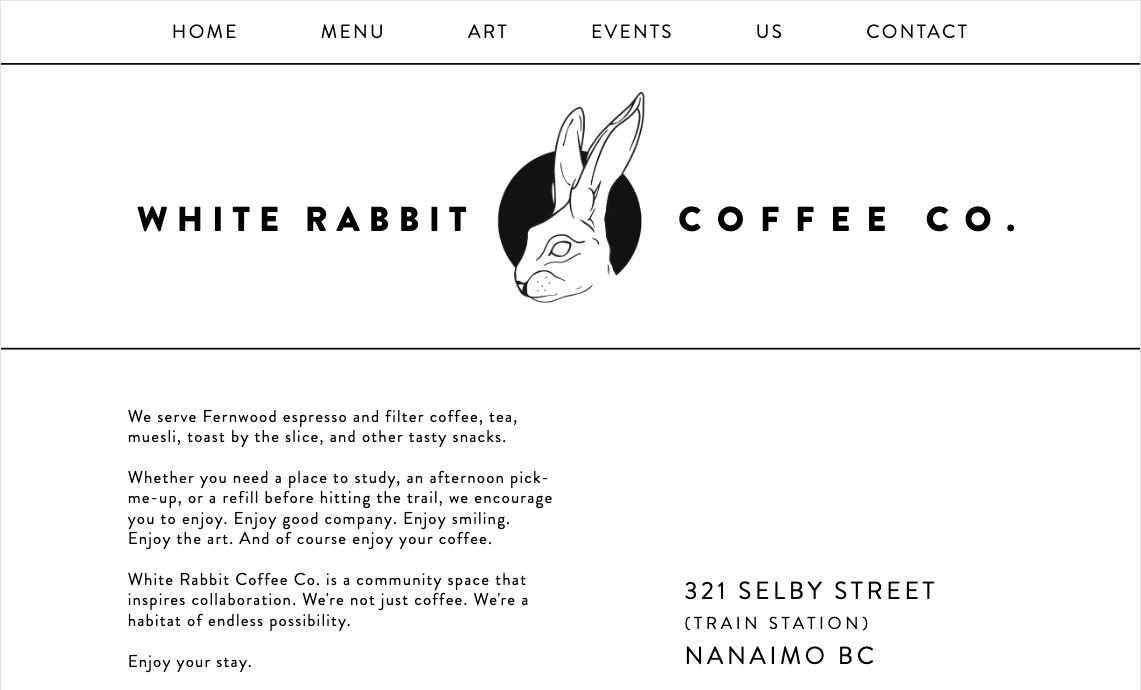 HOME MENU ART EVENTS US CONTACT
WHITE RABBIT COFFEE CO.
We serve Fernwood espresso and filter coffee, tea,
muesli, toast by the slice, and other tasty snacks.
Whether you need a place to study, an afternoon pick-
me-up, or a refill before hitting the trail, we encourage
you to enjoy. Enjoy good company. Enjoy smiling.
Enjoy the art. And of course enjoy your coffee.
White Rabbit Coffee Co. is a community space that
inspires collaboration. We're not just coffee. We're a
habitat of endless possibility.
Enjoy your stay.
321 SELBY STREET
(TRAIN STATION)
NANAIMO BC